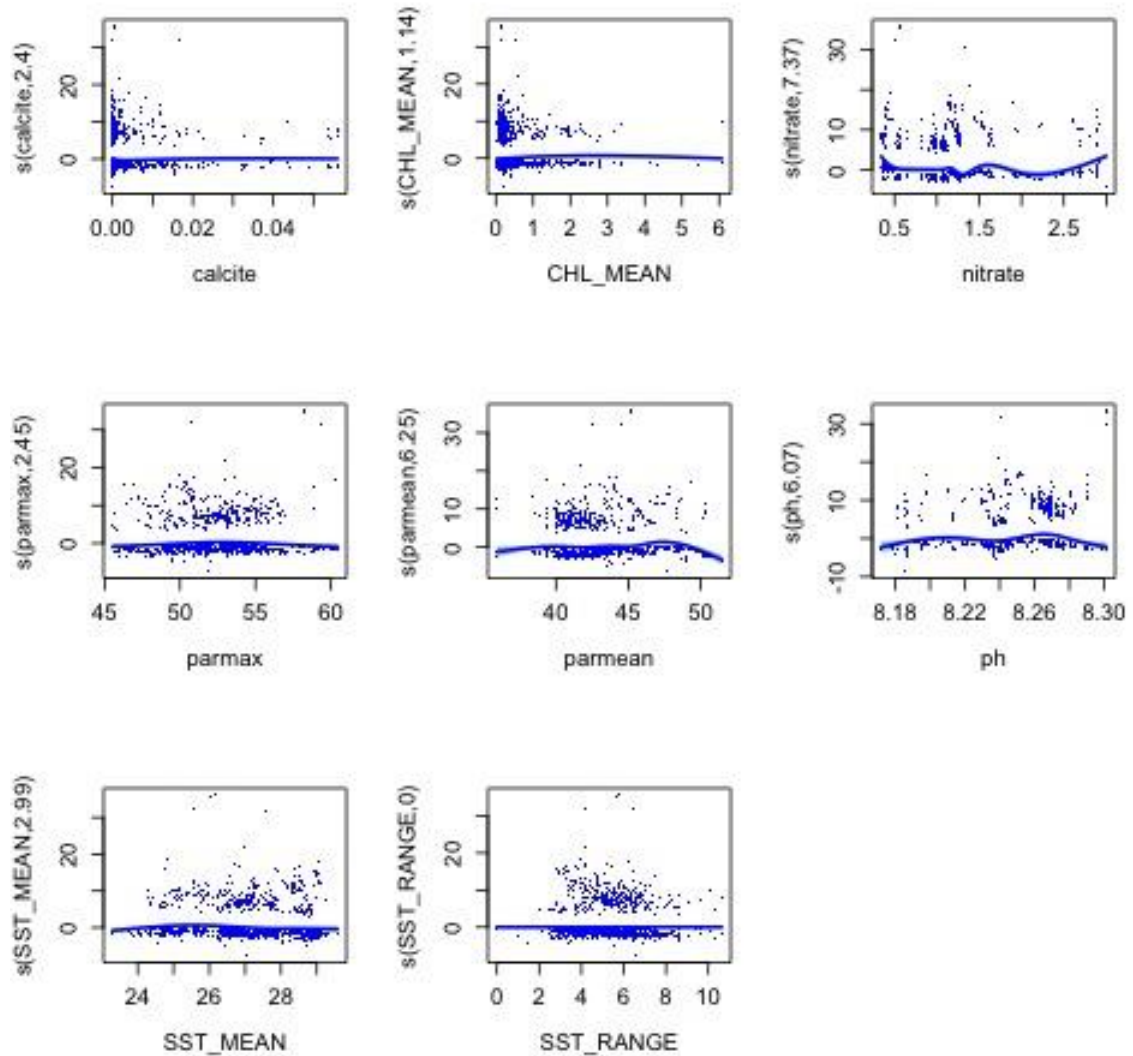 s(calcite,2.4)
20
0
0.00 0.02 0.04
calcite
s(CHL_MEAN,1.14)
20
0
0 1 2 3 4 5 6
CHL_MEAN
s(nitrate,7.37)
30
10
0
0.5 1.5 2.5
nitrate
s(parmax,2.45)
20
0
45 50 55 60
parmax
s(parmean,6.25)
30
10
0
40 45 50
parmean
s(ph,6.07)
30
10
-10
8.18 8.22 8.26 8.30
ph
s(SST_MEAN,2.99)
20
0
24 26 28
SST_MEAN
s(SST_RANGE,0)
20
0
0 2 4 6 8 10
SST_RANGE